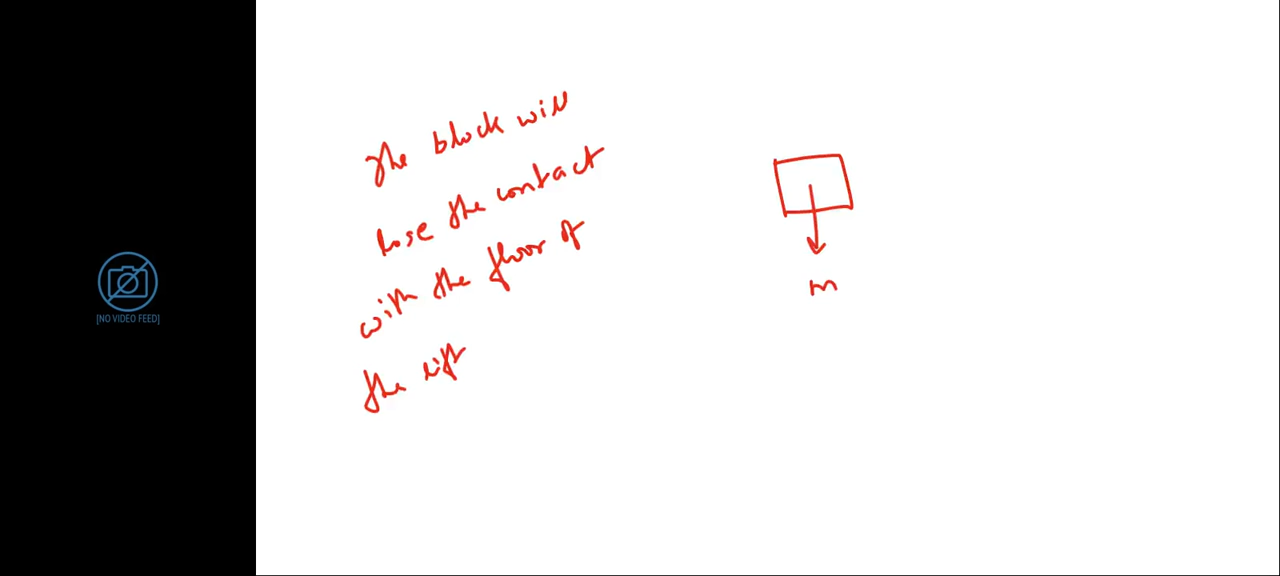 [NO VIDEO FEED]
The block will
lose the contact
with the floor of
the lift
m